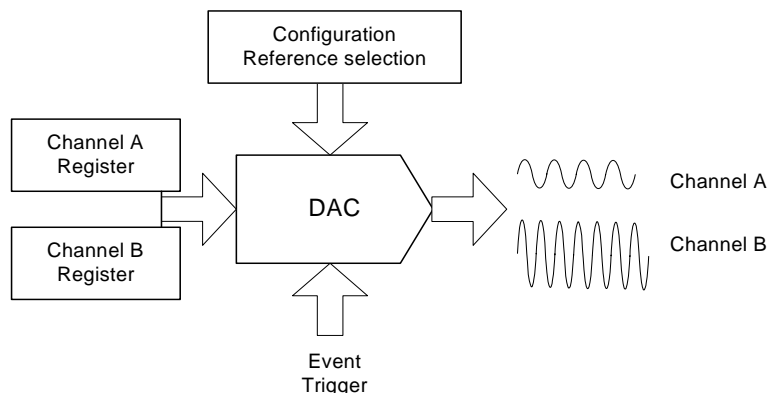 Configuration
Reference selection
Channel A
Register
DAC
Channel A
Channel B
Register
Channel B
Event
Trigger